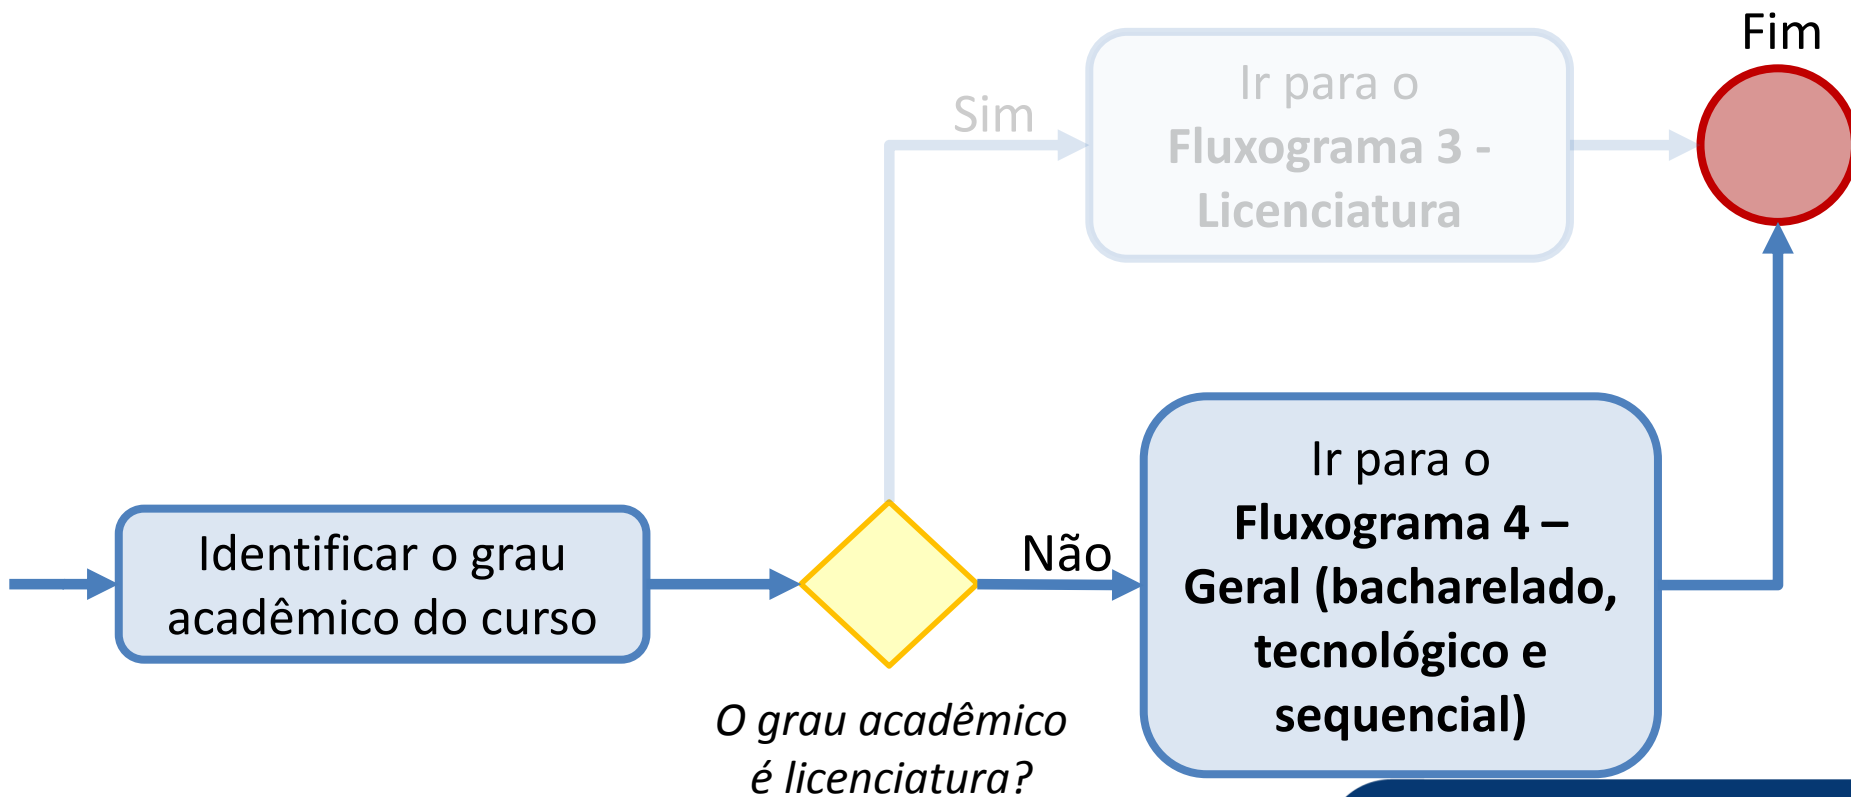 Fim
Sim
Ir para o
Fluxograma 3 -
Licenciatura
Identificar o grau
acadêmico do curso
Não
O grau acadêmico
é licenciatura?
Ir para o
Fluxograma 4 –
Geral (bacharelado,
tecnológico e
sequencial)